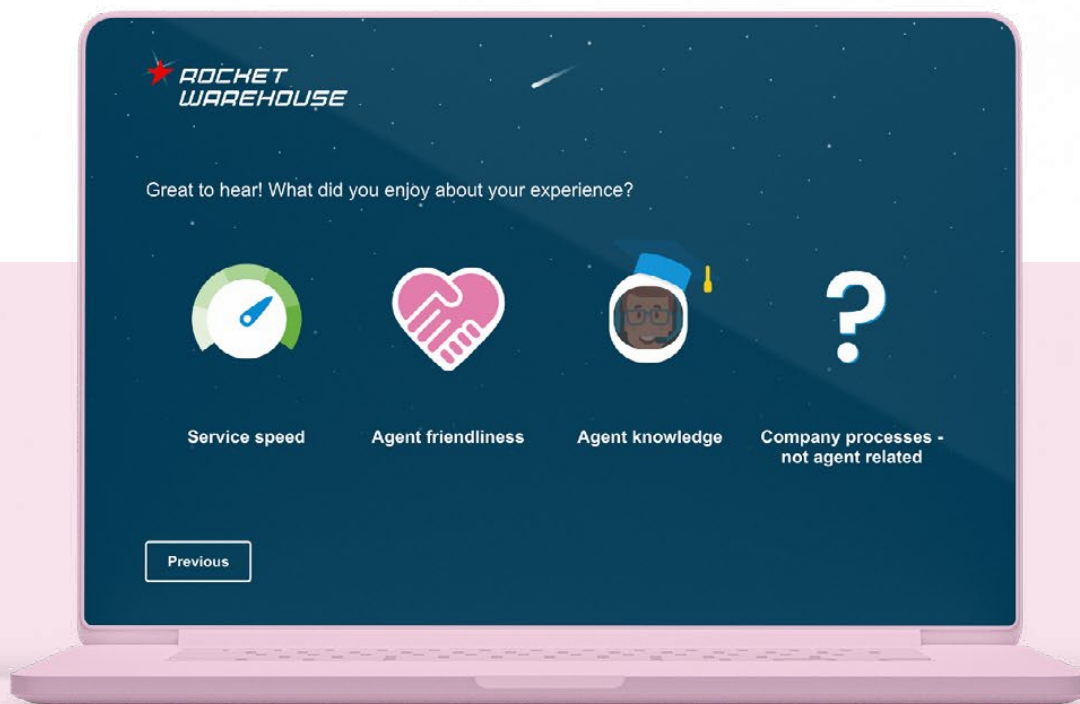 ROCKET
WAREHOUSE
Great to hear! What did you enjoy about your experience?
Service speed
Agent friendliness
Agent knowledge
Company processes -
not agent related
Previous